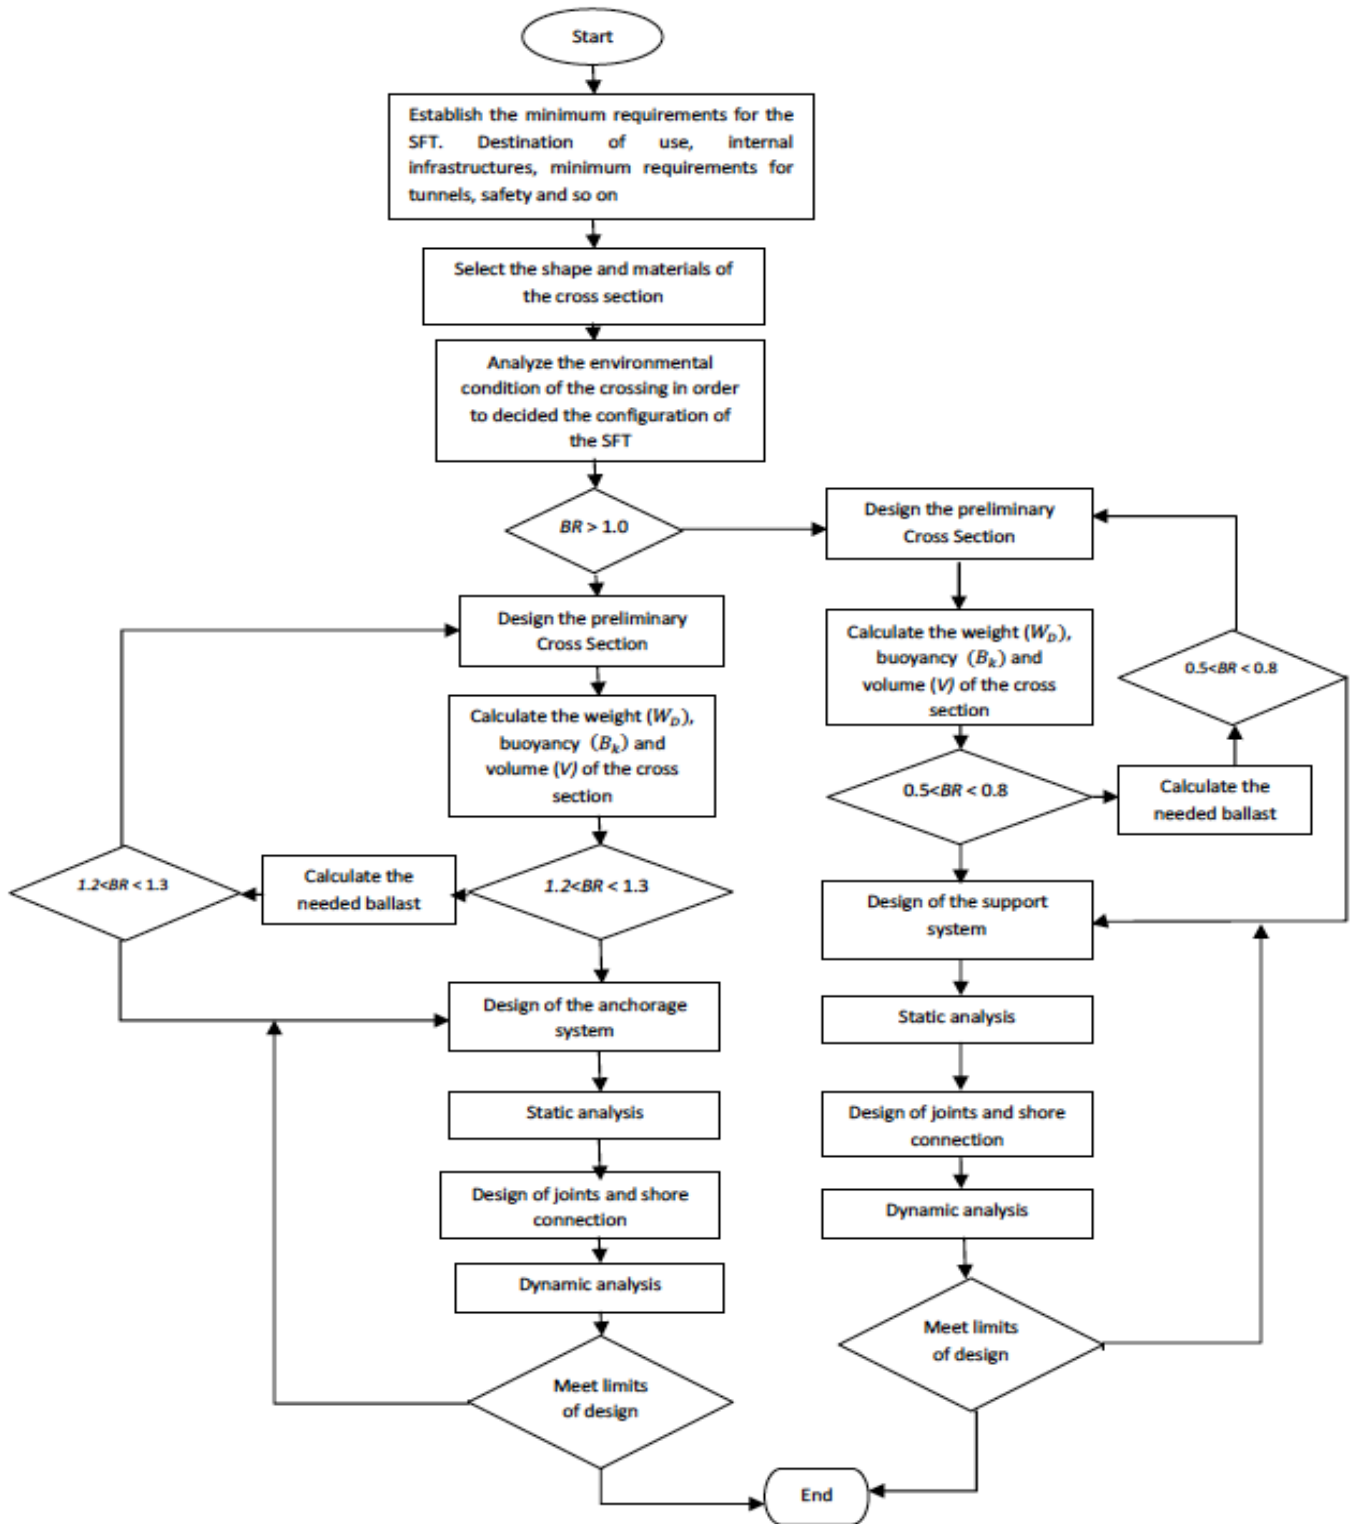 Start
Establish the minimum requirements for the
SFT. Destination of use, internal
infrastructures, minimum requirements for
tunnels, safety and so on
Select the shape and materials of
the cross section
Analyze the environmental
condition of the crossing in order
to decided the configuration of
the SFT
BR > 1.0
Design the preliminary
Cross Section
Calculate the weight (W_D),
buoyancy (B_k) and
volume (V) of the cross
section
1.2<BR < 1.3
Calculate the
needed ballast
1.2<BR < 1.3
Design of the anchorage
system
Static analysis
Design of joints and shore
connection
Dynamic analysis
Meet limits
of design
Design the preliminary
Cross Section
Calculate the weight (W_D),
buoyancy (B_k) and
volume (V) of the cross
section
0.5<BR < 0.8
Calculate the
needed ballast
0.5<BR < 0.8
Design of the support
system
Static analysis
Design of joints and shore
connection
Dynamic analysis
Meet limits
of design
End